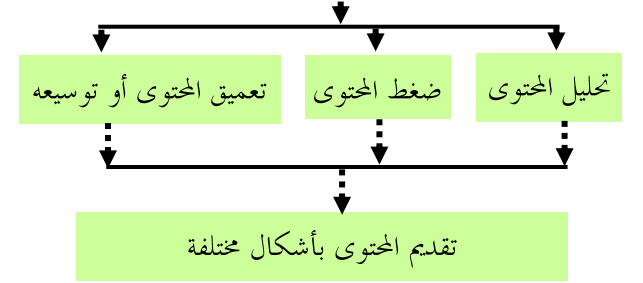 تحليل المحتوى
ضغط المحتوى
تعميق المحتوى أو توسيعه
تقديم المحتوى بأشكال مختلفة